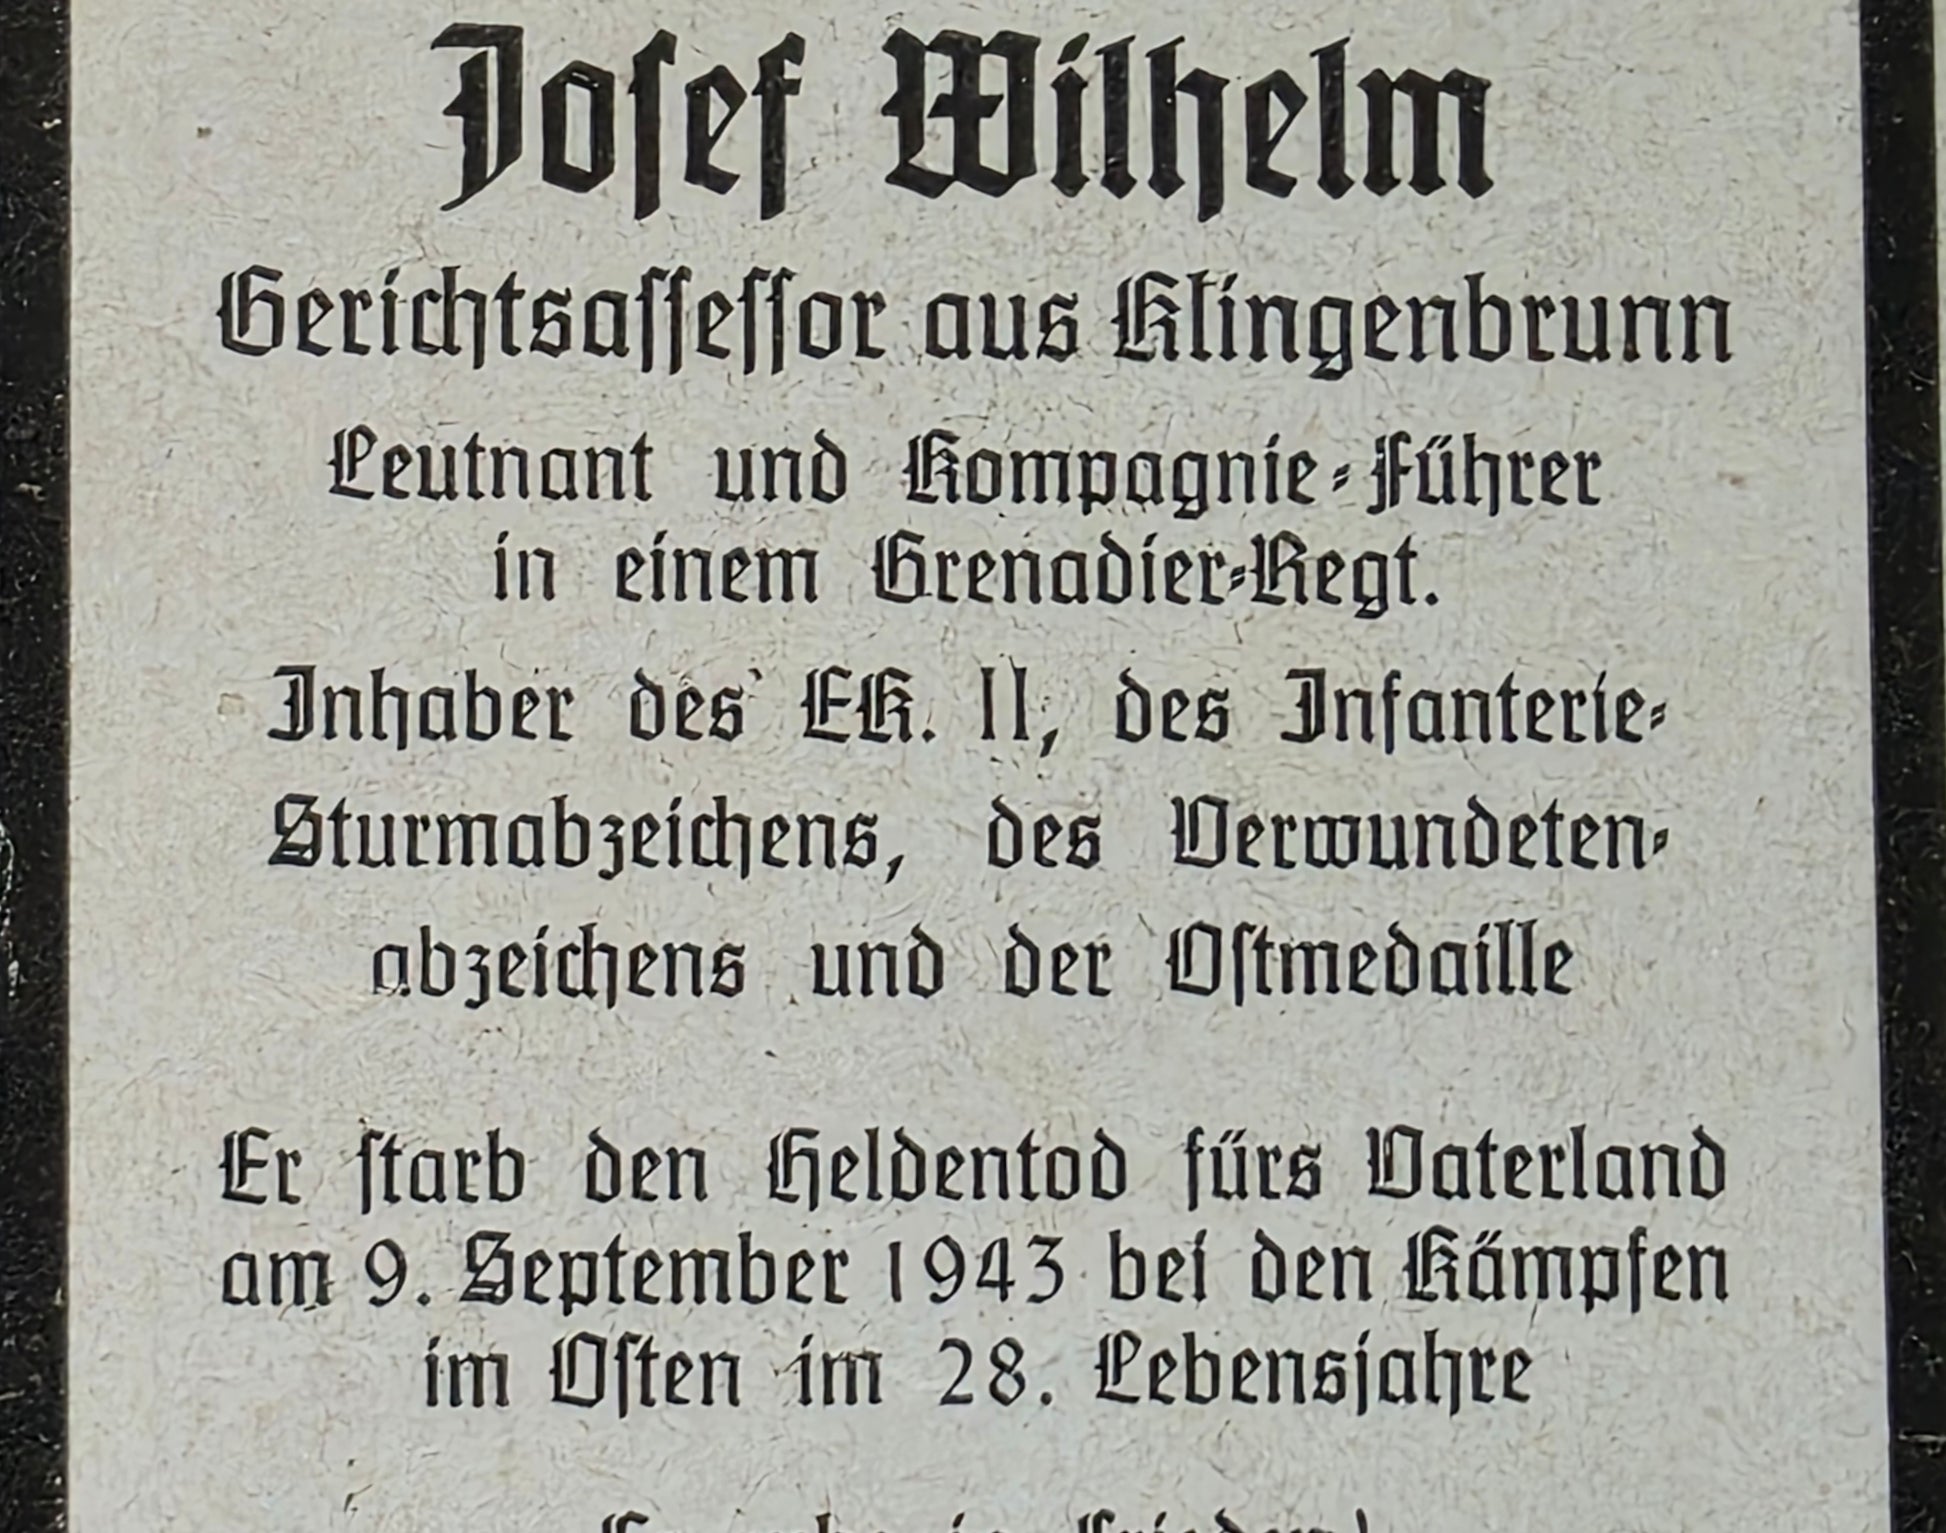 Josef Wilhelm
Gerichtsassessor aus Klingenbrunn
Leutnant und Kompagnie-Führer
in einem Grenadier-Regt.
Inhaber des EK. II, des Infanterie-
Sturmabzeichens, des Verwundeten-
abzeichens und der Ostmedaille
Er starb den Heldentod fürs Vaterland
am 9. September 1943 bei den Kämpfen
im Osten im 28. Lebensjahre